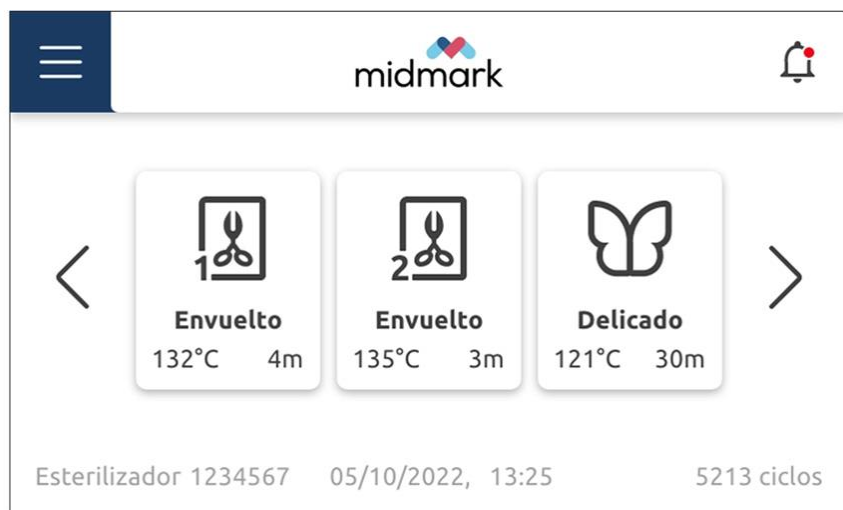 midmark
1
Envuelto
132°C 4m
2
Envuelto
135°C 3m
Delicado
121°C 30m
Esterilizador 1234567 05/10/2022, 13:25 5213 ciclos